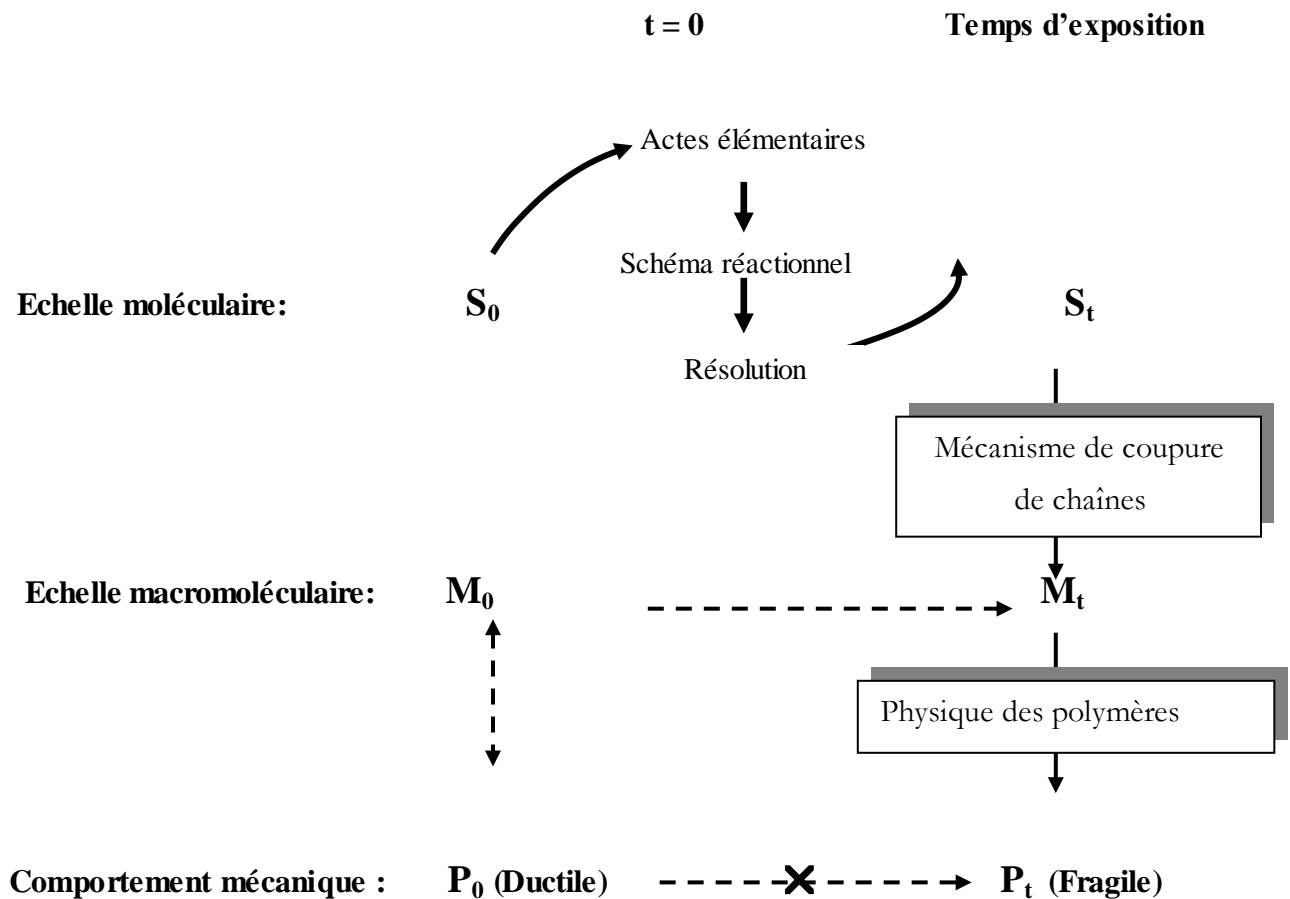 t = 0 Temps d’exposition
Actes élémentaires
Schéma réactionnel
Echelle moléculaire: S₀ Sₜ
Résolution
Mécanisme de coupure
de chaînes
Echelle macromoléculaire: M₀ Mₜ
Physique des polymères
Comportement mécanique : P₀ (Ductile) Pₜ (Fragile)